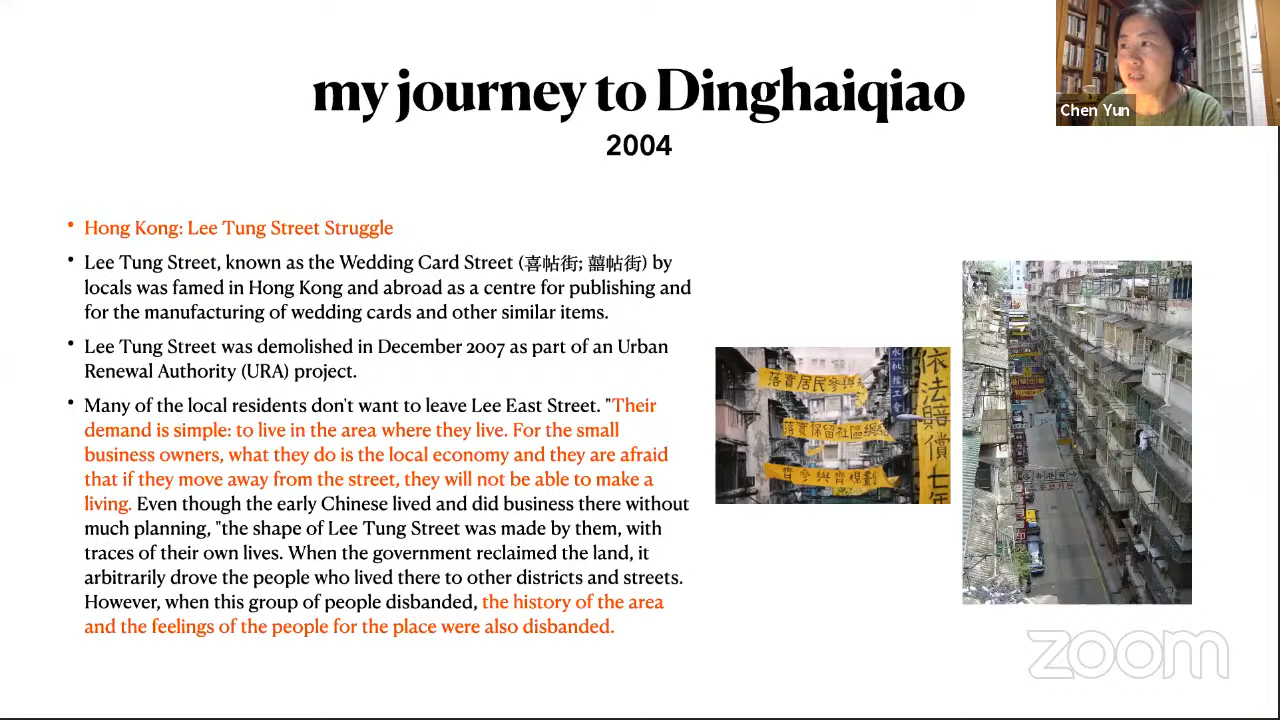 my journey to Dinghaiqiao
2004
Chen Yun
• Hong Kong: Lee Tung Street Struggle
• Lee Tung Street, known as the Wedding Card Street (喜帖街; 囍帖街) by
locals was famed in Hong Kong and abroad as a centre for publishing and
for the manufacturing of wedding cards and other similar items.
• Lee Tung Street was demolished in December 2007 as part of an Urban
Renewal Authority (URA) project.
• Many of the local residents don't want to leave Lee East Street. "Their
demand is simple: to live in the area where they live. For the small
business owners, what they do is the local economy and they are afraid
that if they move away from the street, they will not be able to make a
living. Even though the early Chinese lived and did business there without
much planning, "the shape of Lee Tung Street was made by them, with
traces of their own lives. When the government reclaimed the land, it
arbitrarily drove the people who lived there to other districts and streets.
However, when this group of people disbanded, the history of the area
and the feelings of the people for the place were also disbanded.
落實居民參與
落實保留社區網絡
齊參與齊規劃
依法賠償七年
zoom